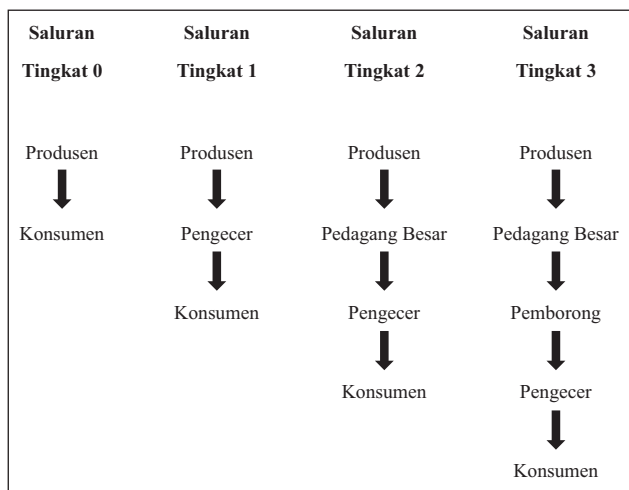 Saluran Saluran Saluran Saluran
Tingkat 0 Tingkat 1 Tingkat 2 Tingkat 3
Produsen Produsen Produsen Produsen
Konsumen Pengecer Pedagang Besar Pedagang Besar
Konsumen Pengecer Pemborong
Konsumen Pengecer
Konsumen